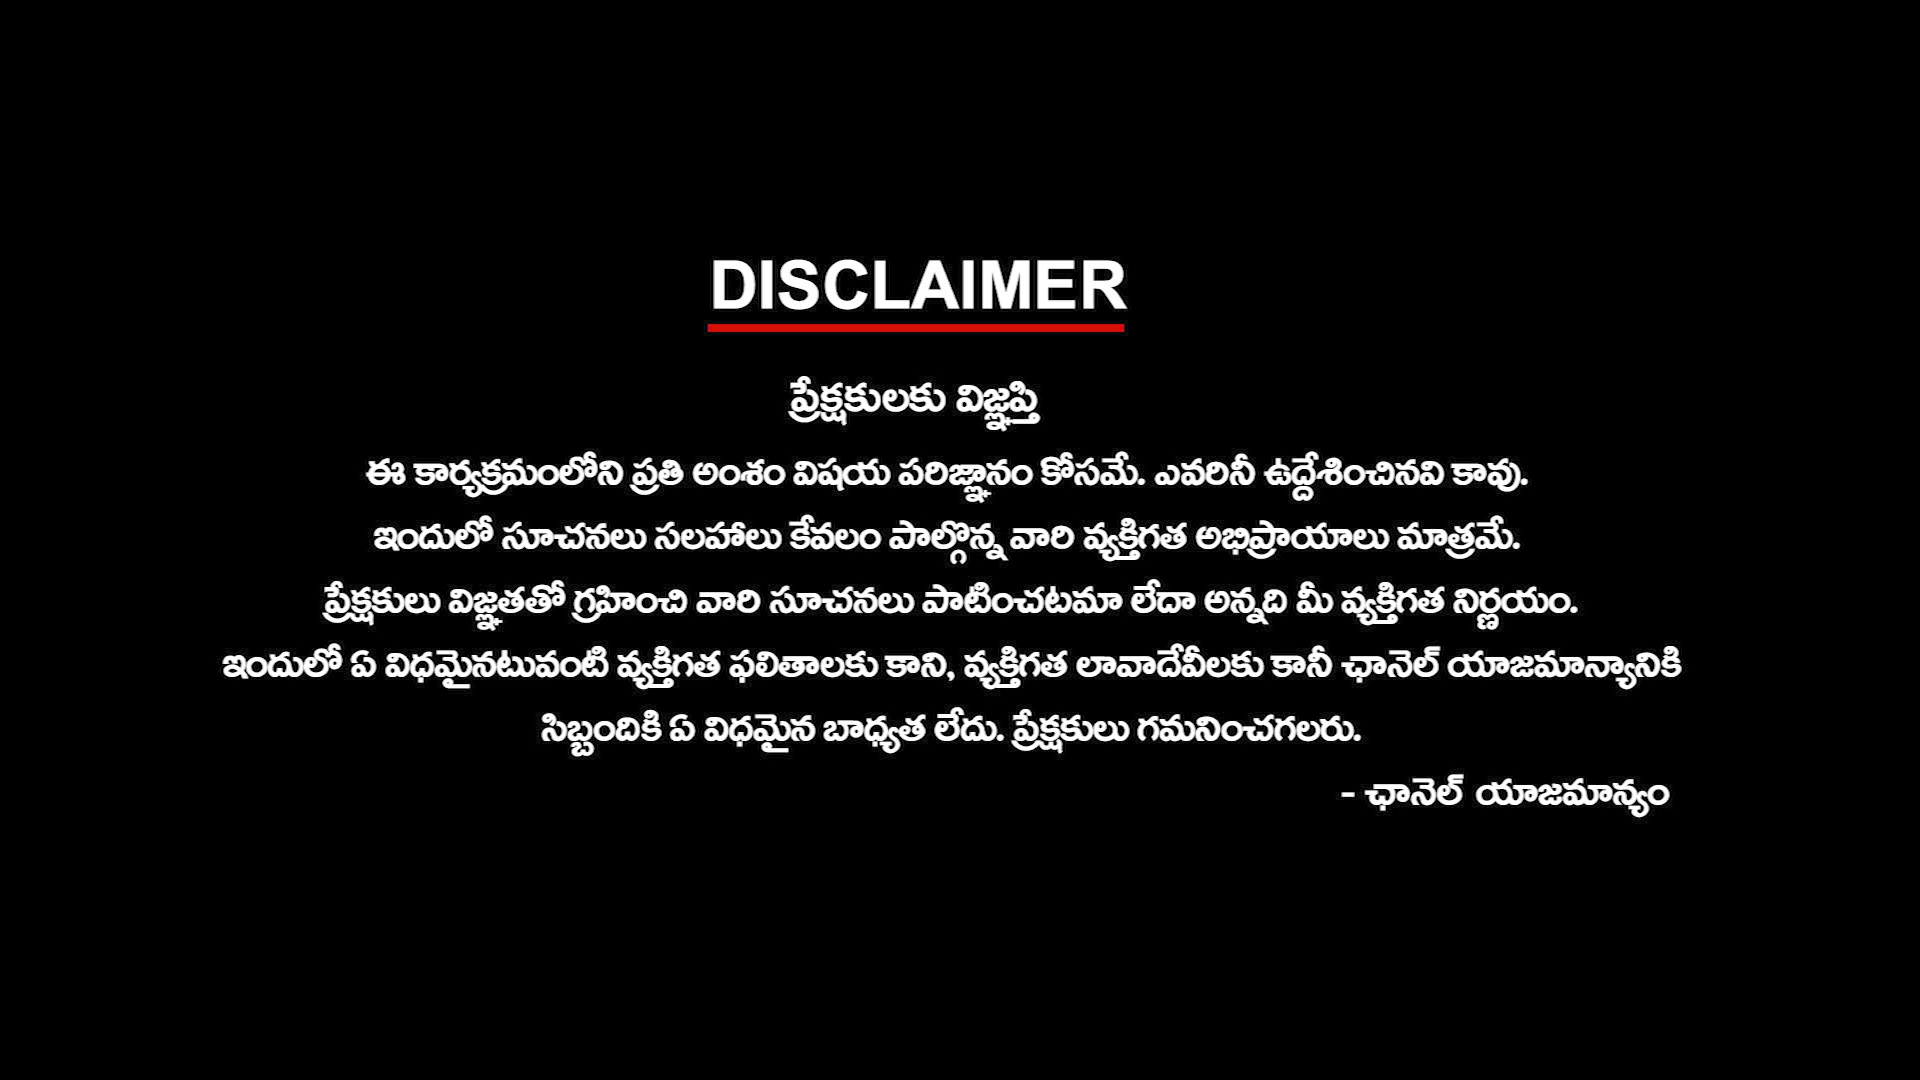 DISCLAIMER
ప్రేక్షకులకు విజ్ఞప్తి
ఈ కార్యక్రమంలోని ప్రతి అంశం విషయ పరిజ్ఞానం కోసమే. ఎవరినీ ఉద్దేశించినవి కావు.
ఇందులో సూచనలు సలహాలు కేవలం పాల్గొన్న వారి వ్యక్తిగత అభిప్రాయాలు మాత్రమే.
ప్రేక్షకులు విజ్ఞతతో గ్రహించి వారి సూచనలు పాటించటమా లేదా అన్నది మీ వ్యక్తిగత నిర్ణయం.
ఇందులో ఏ విధమైనటువంటి వ్యక్తిగత ఫలితాలకు కాని, వ్యక్తిగత లావాదేవీలకు కానీ ఛానెల్ యాజమాన్యానికి
సిబ్బందికి ఏ విధమైన బాధ్యత లేదు. ప్రేక్షకులు గమనించగలరు.
- ఛానెల్ యాజమాన్యం